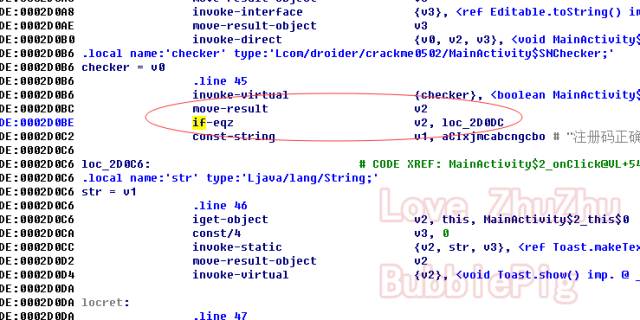 CODE:0002D0A8 invoke-interface {v3}, <ref Editable.toString() im
CODE:0002D0AE move-result-object v3
CODE:0002D0B0 invoke-direct {v0, v2, v3}, <void MainActivity$
DE:0002D0B6 .local name:'checker' type:'Lcom/droider/crackme0502/MainActivity$SNChecker;'
DE:0002D0B6 checker = v0
DE:0002D0B6 .line 45
DE:0002D0B6 invoke-virtual {checker}, <boolean MainActivity$
DE:0002D0BC move-result v2
DE:0002D0BE if-eqz v2, loc_2D0DC
DE:0002D0C2 const-string v1, aCIxjmcabcngcbo # "注册码正确
DE:0002D0C6
DE:0002D0C6 loc_2D0C6: # CODE XREF: MainActivity$2_onClick@VL+54
DE:0002D0C6 .local name:'str' type:'Ljava/lang/String;'
DE:0002D0C6 str = v1
DE:0002D0C6 .line 46
DE:0002D0C6 iget-object v2, this, MainActivity$2_this$0
DE:0002D0CA const/4 v3, 0
DE:0002D0CC invoke-static {v2, str, v3}, <ref Toast.makeTex
DE:0002D0D2 move-result-object v2
DE:0002D0D4 invoke-virtual {v2}, <void Toast.show() imp. @ _
DE:0002D0DA
DE:0002D0DA locret:
DE:0002D0DA .line 47
Love ZhuZhu
BubblePig